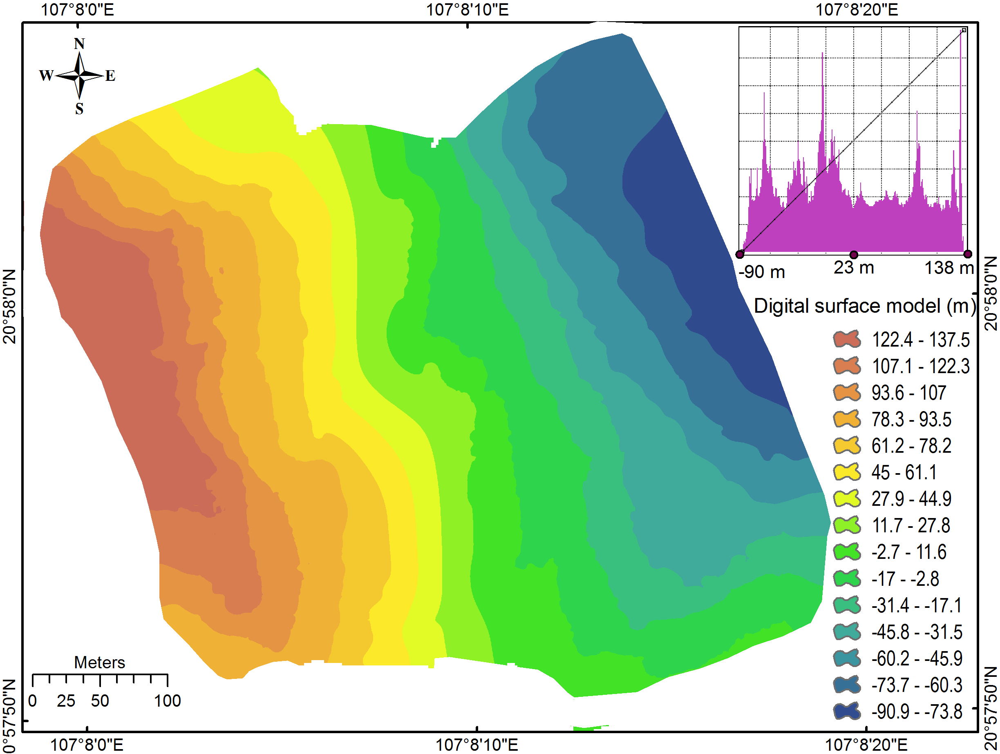 107°8'0"E
107°8'10"E
107°8'20"E
N
W E
S
-90 m
23 m
138 m
20°58'0"N
20°58'0"N
Digital surface model (m)
122.4 - 137.5
107.1 - 122.3
93.6 - 107
78.3 - 93.5
61.2 - 78.2
45 - 61.1
27.9 - 44.9
11.7 - 27.8
-2.7 - 11.6
-17 - -2.8
-31.4 - -17.1
-45.8 - -31.5
-60.2 - -45.9
-73.7 - -60.3
-90.9 - -73.8
Meters
0 25 50 100
0°57'50"N
20°57'50"N
107°8'0"E
107°8'10"E
107°8'20"E